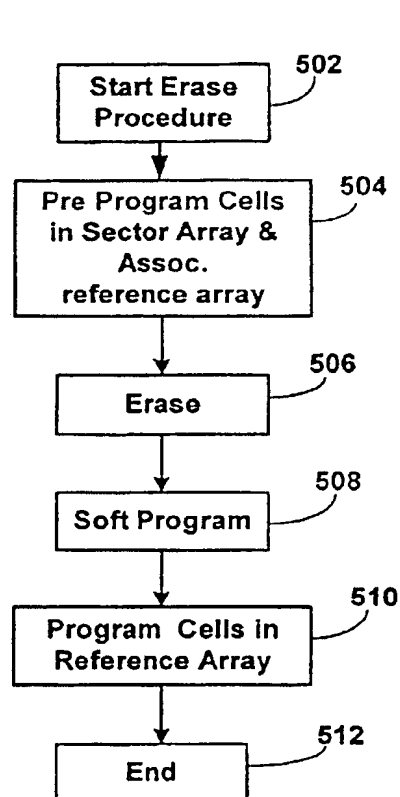 502
Start Erase
Procedure
504
Pre Program Cells
in Sector Array &
Assoc.
reference array
506
Erase
508
Soft Program
510
Program Cells in
Reference Array
512
End